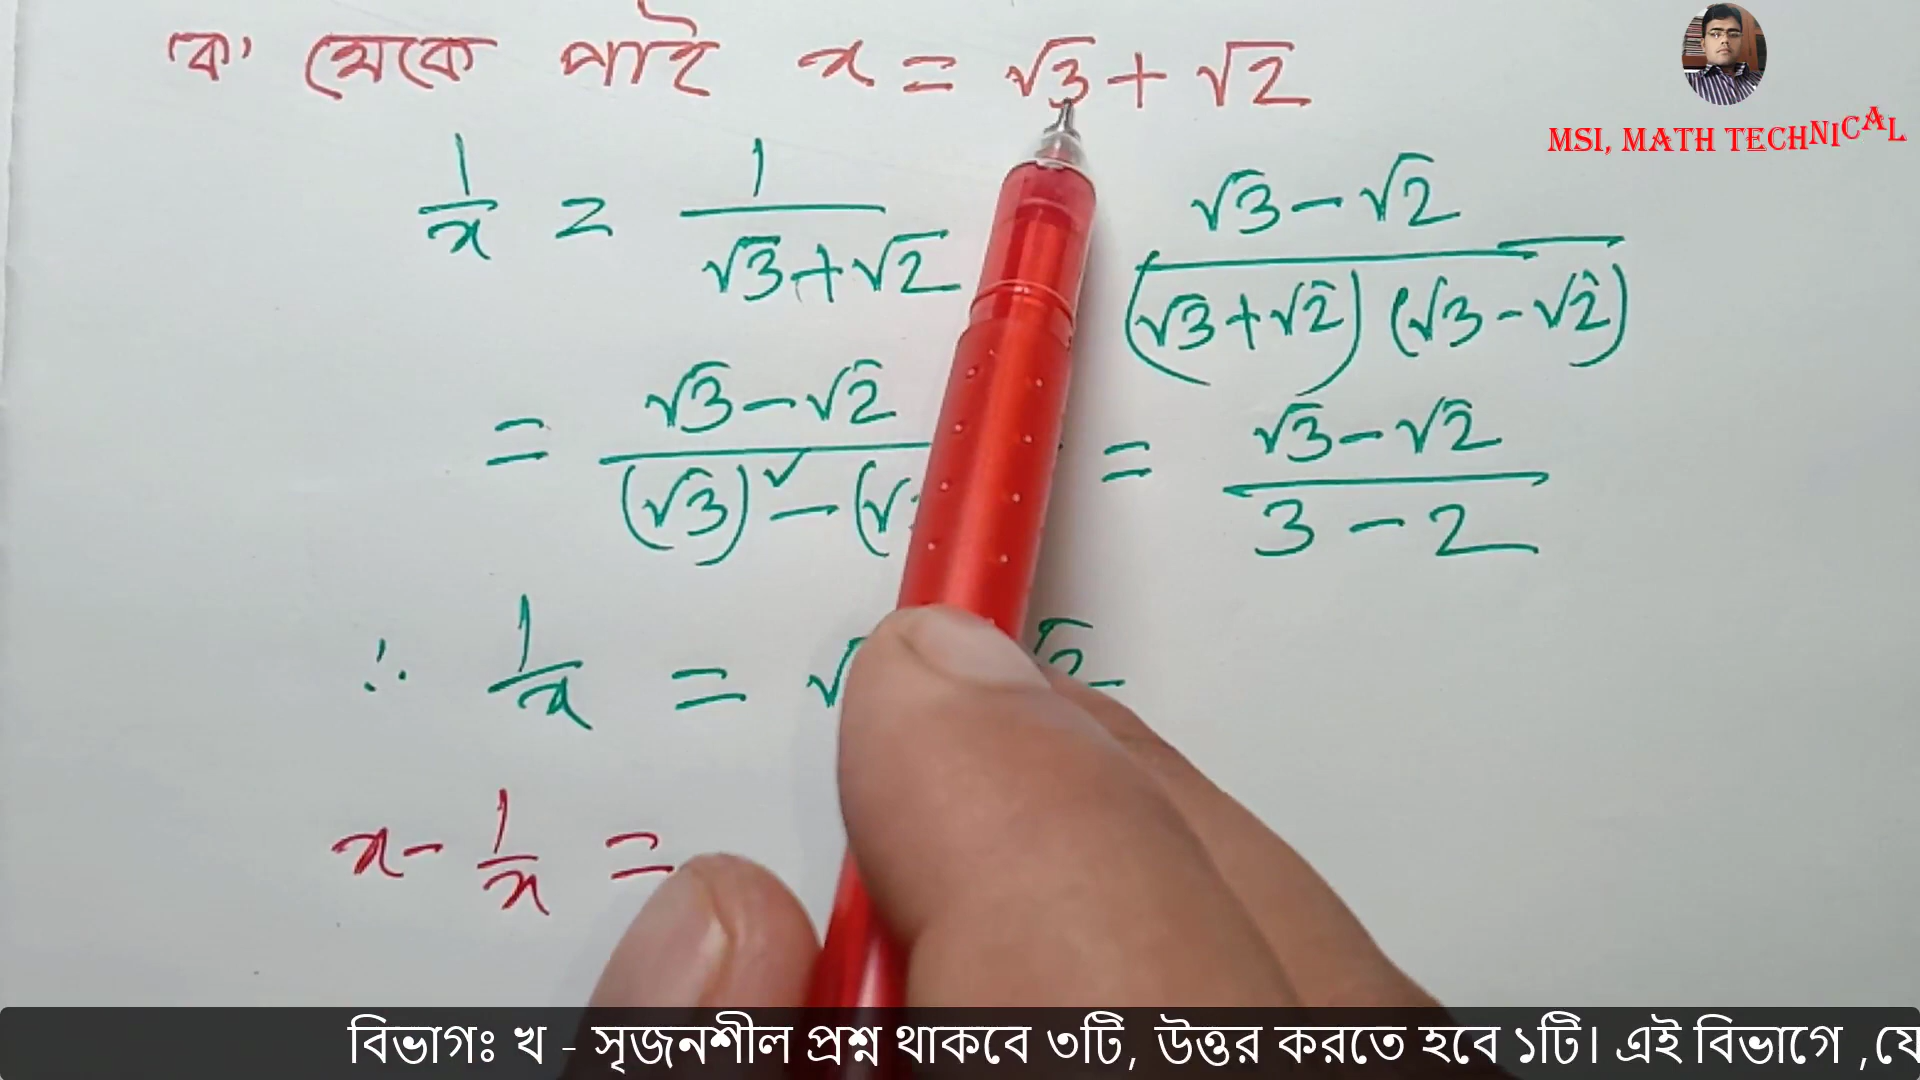 'ক' থেকে পাই x = √3 + √2
MSI, MATH TECHNICAL
1/x = 1/(√3+√2) (√3-√2)/((√3+√2)(√3-√2))
= (√3-√2)/((√3)² - (√ = (√3-√2)/(3-2)
∴ 1/x = √ √2
x - 1/x =
বিভাগঃ খ - সৃজনশীল প্রশ্ন থাকবে ৩টি, উত্তর করতে হবে ১টি। এই বিভাগে ,যে